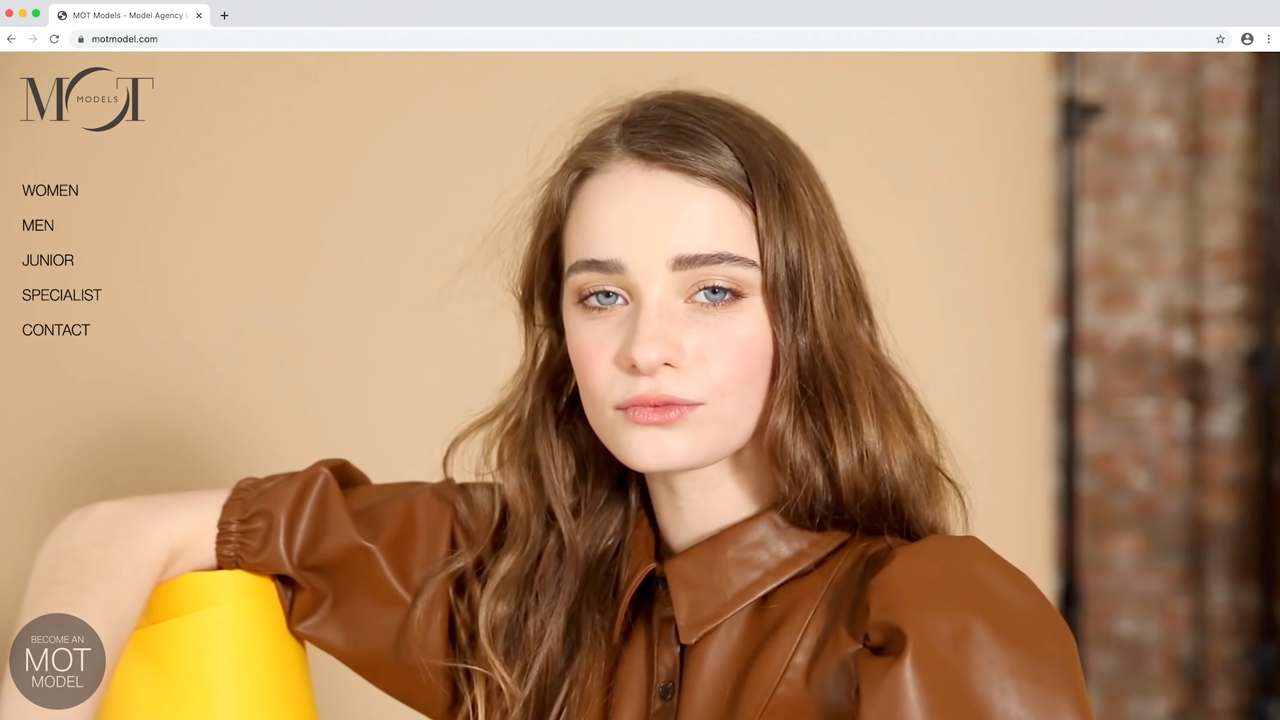 MOT Models - Model Agency
motmodel.com
MOT
MODELS
WOMEN
MEN
JUNIOR
SPECIALIST
CONTACT
BECOME AN
MOT
MODEL